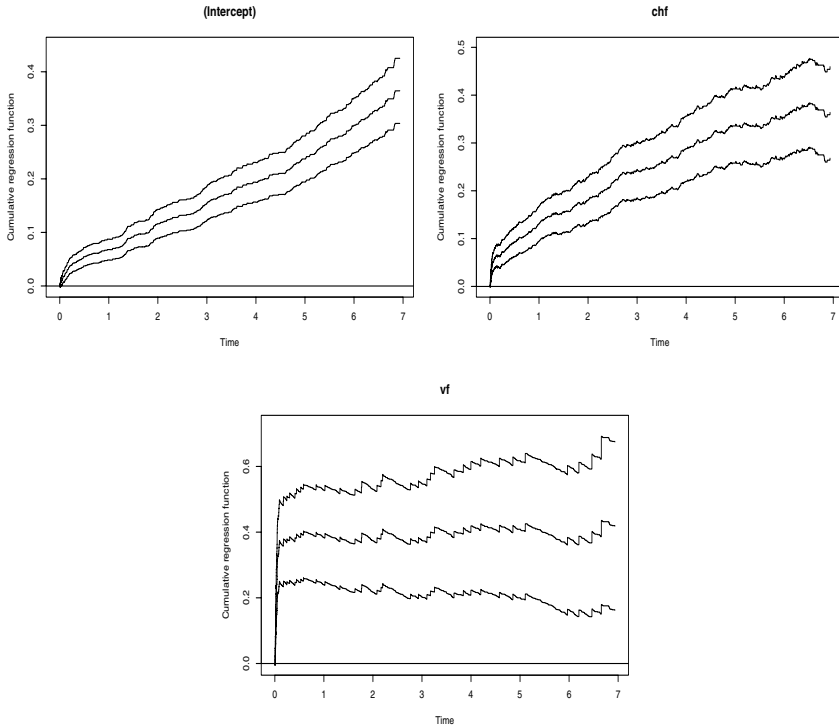 (Intercept)
Cumulative regression function
0.0 0.1 0.2 0.3 0.4
0 1 2 3 4 5 6 7
Time
chf
Cumulative regression function
0.0 0.1 0.2 0.3 0.4 0.5
0 1 2 3 4 5 6 7
Time
vf
Cumulative regression function
0.0 0.2 0.4 0.6
0 1 2 3 4 5 6 7
Time